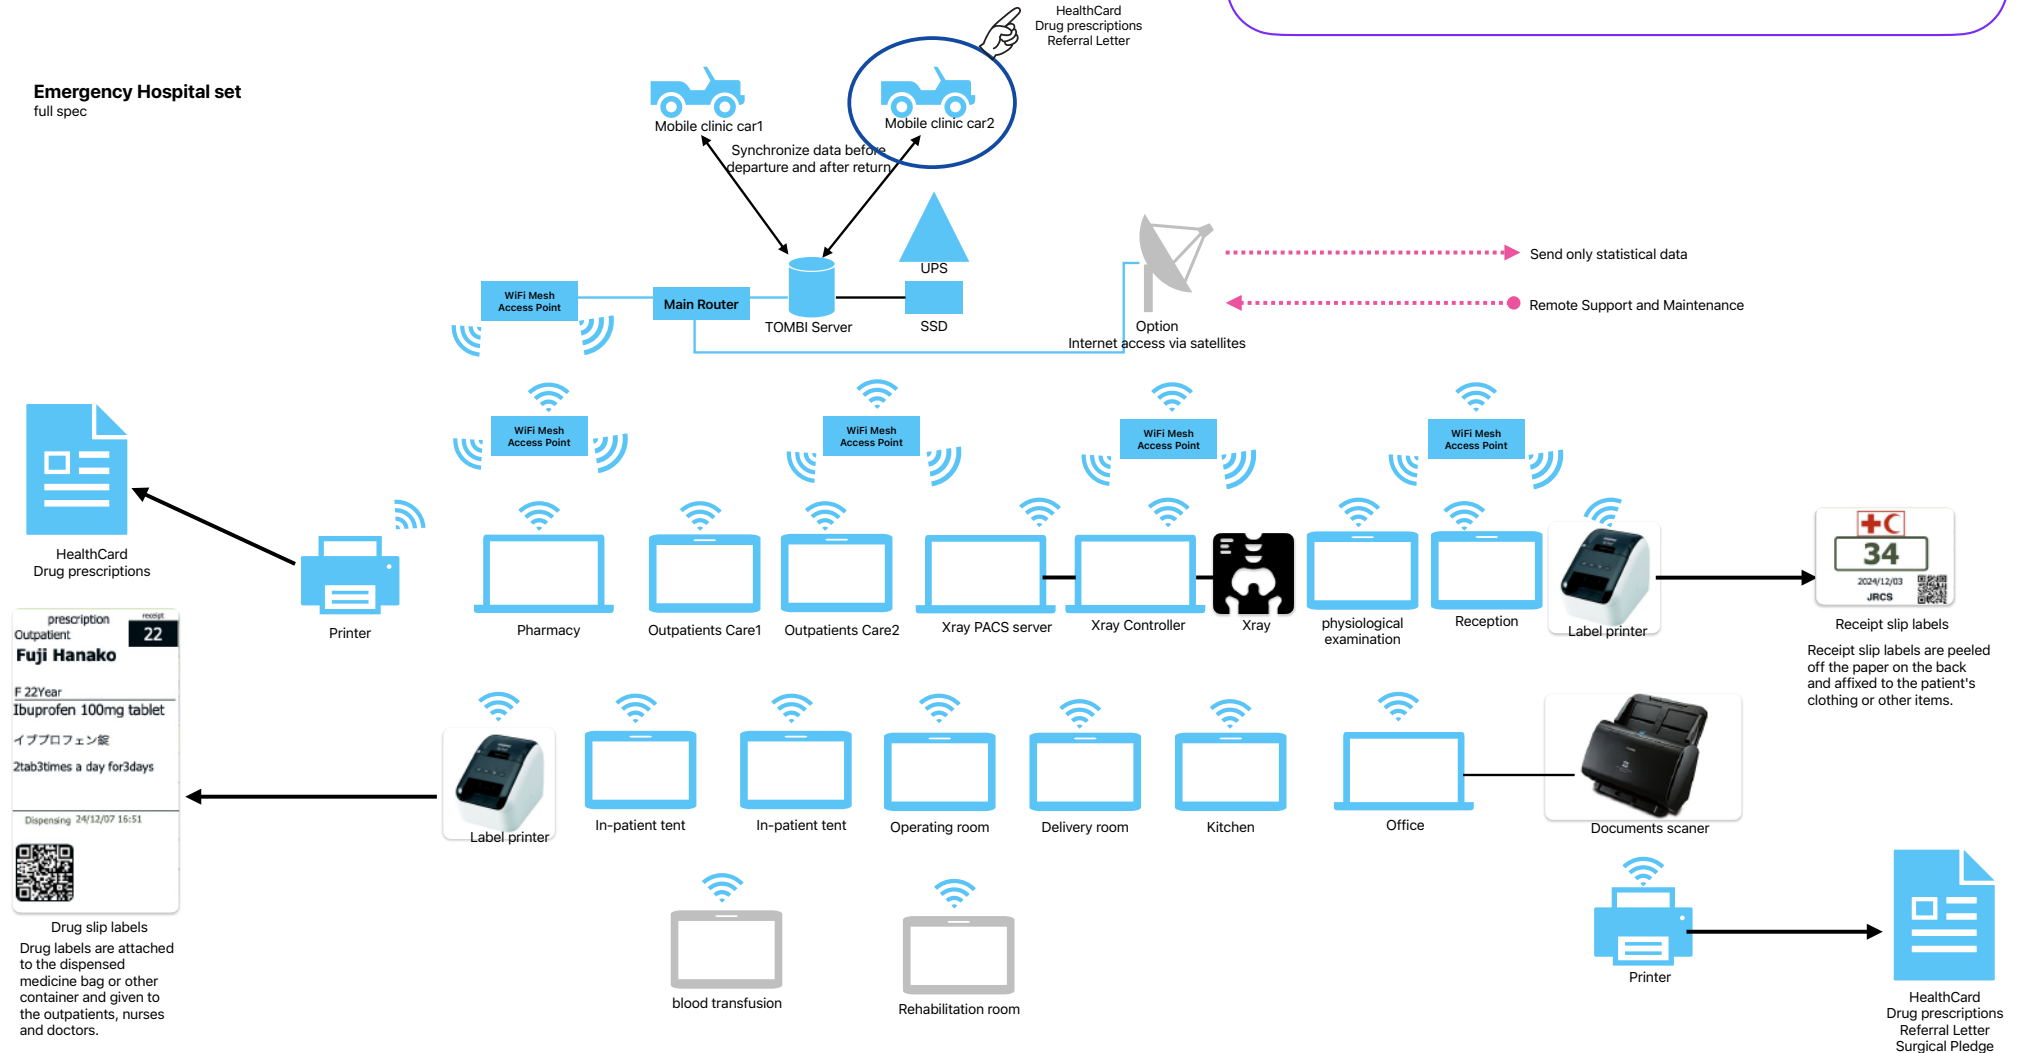 HealthCard
Drug prescriptions
Referral Letter
Emergency Hospital set
full spec
Mobile clinic car1
Mobile clinic car2
Synchronize data before
departure and after return
UPS
WiFi Mesh
Access Point
Main Router
TOMBI Server
SSD
Option
Internet access via satellites
Send only statistical data
Remote Support and Maintenance
WiFi Mesh
Access Point
WiFi Mesh
Access Point
WiFi Mesh
Access Point
WiFi Mesh
Access Point
HealthCard
Drug prescriptions
Printer
Pharmacy
Outpatients Care1
Outpatients Care2
Xray PACS server
Xray Controller
Xray
physiological
examination
Reception
Label printer
34
2024/12/03
JRCS
Receipt slip labels
Receipt slip labels are peeled
off the paper on the back
and affixed to the patient's
clothing or other items.
prescription
receipt
Outpatient
22
Fuji Hanako
F 22Year
Ibuprofen 100mg tablet
イブプロフェン錠
2tab3times a day for3days
Dispensing 24/12/07 16:51
Drug slip labels
Drug labels are attached
to the dispensed
medicine bag or other
container and given to
the outpatients, nurses
and doctors.
Label printer
In-patient tent
In-patient tent
Operating room
Delivery room
Kitchen
Office
Documents scaner
blood transfusion
Rehabilitation room
Printer
HealthCard
Drug prescriptions
Referral Letter
Surgical Pledge